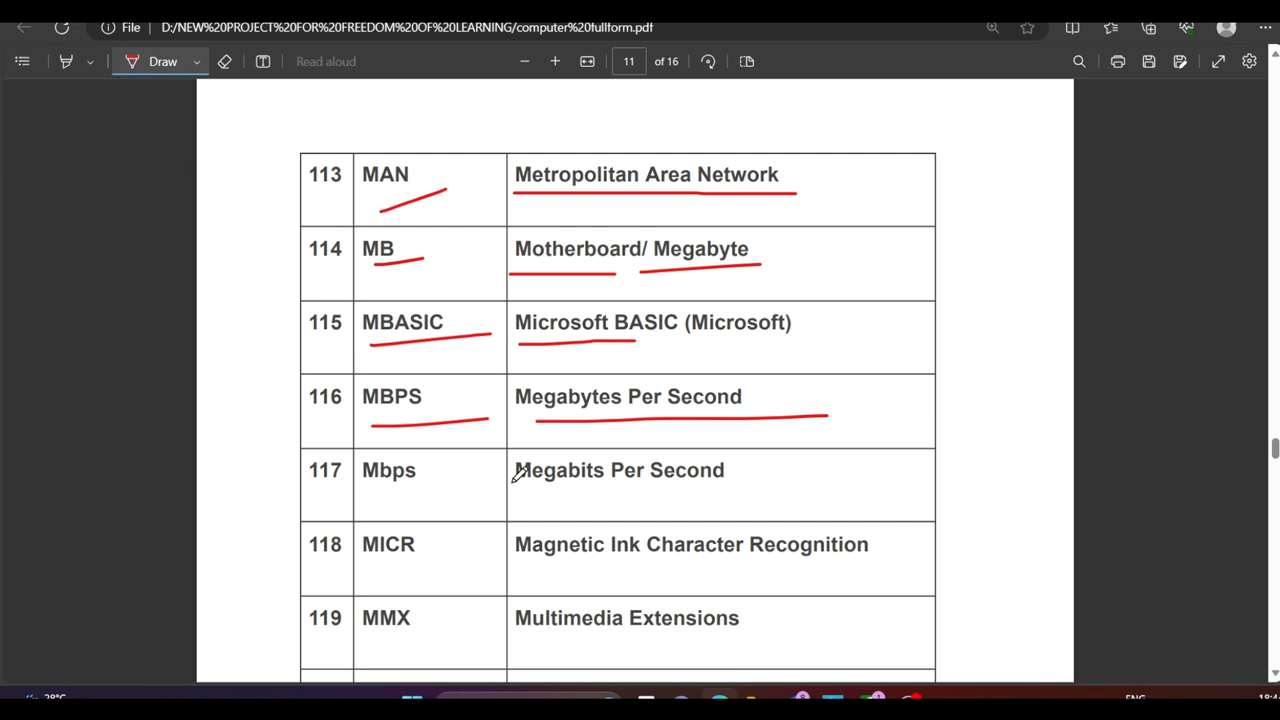 File D:/NEW%20PROJECT%20FOR%20FREEDOM%20OF%20LEARNING/computer%20fullform.pdf
Draw Read aloud 11 of 16
113 MAN Metropolitan Area Network
114 MB Motherboard/ Megabyte
115 MBASIC Microsoft BASIC (Microsoft)
116 MBPS Megabytes Per Second
117 Mbps Megabits Per Second
118 MICR Magnetic Ink Character Recognition
119 MMX Multimedia Extensions
ENG